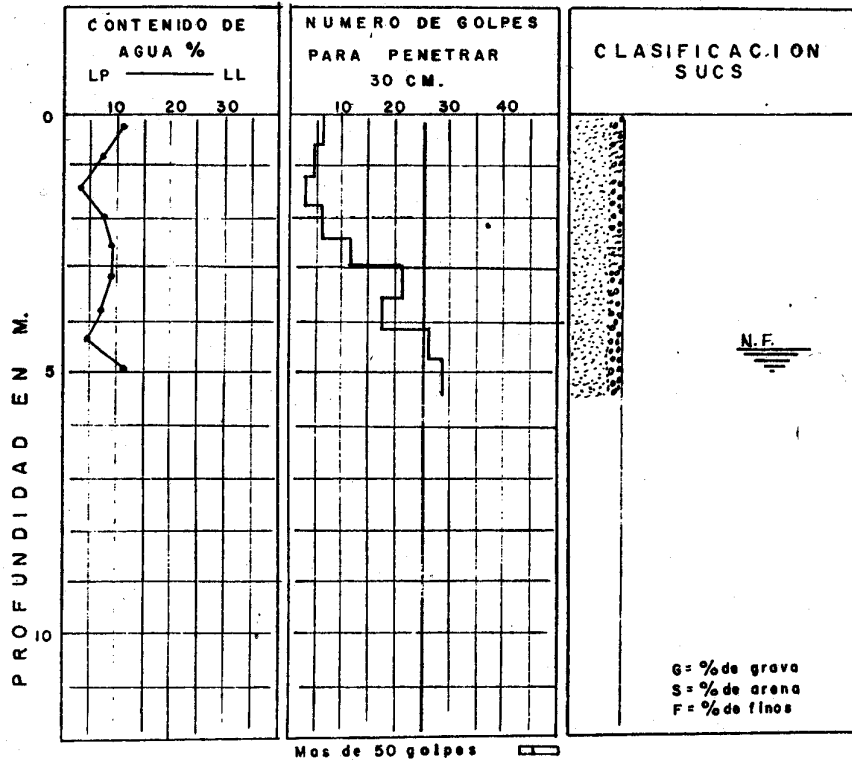 CONTENIDO DE
AGUA %
LP LL
10 20 30
NUMERO DE GOLPES
PARA PENETRAR
30 CM.
10 20 30 40
CLASIFICACION
SUCS
PROFUNDIDAD EN M.
0
5
10
N.F.
G= % de grava
S= % de arena
F= % de finos
Mas de 50 golpes